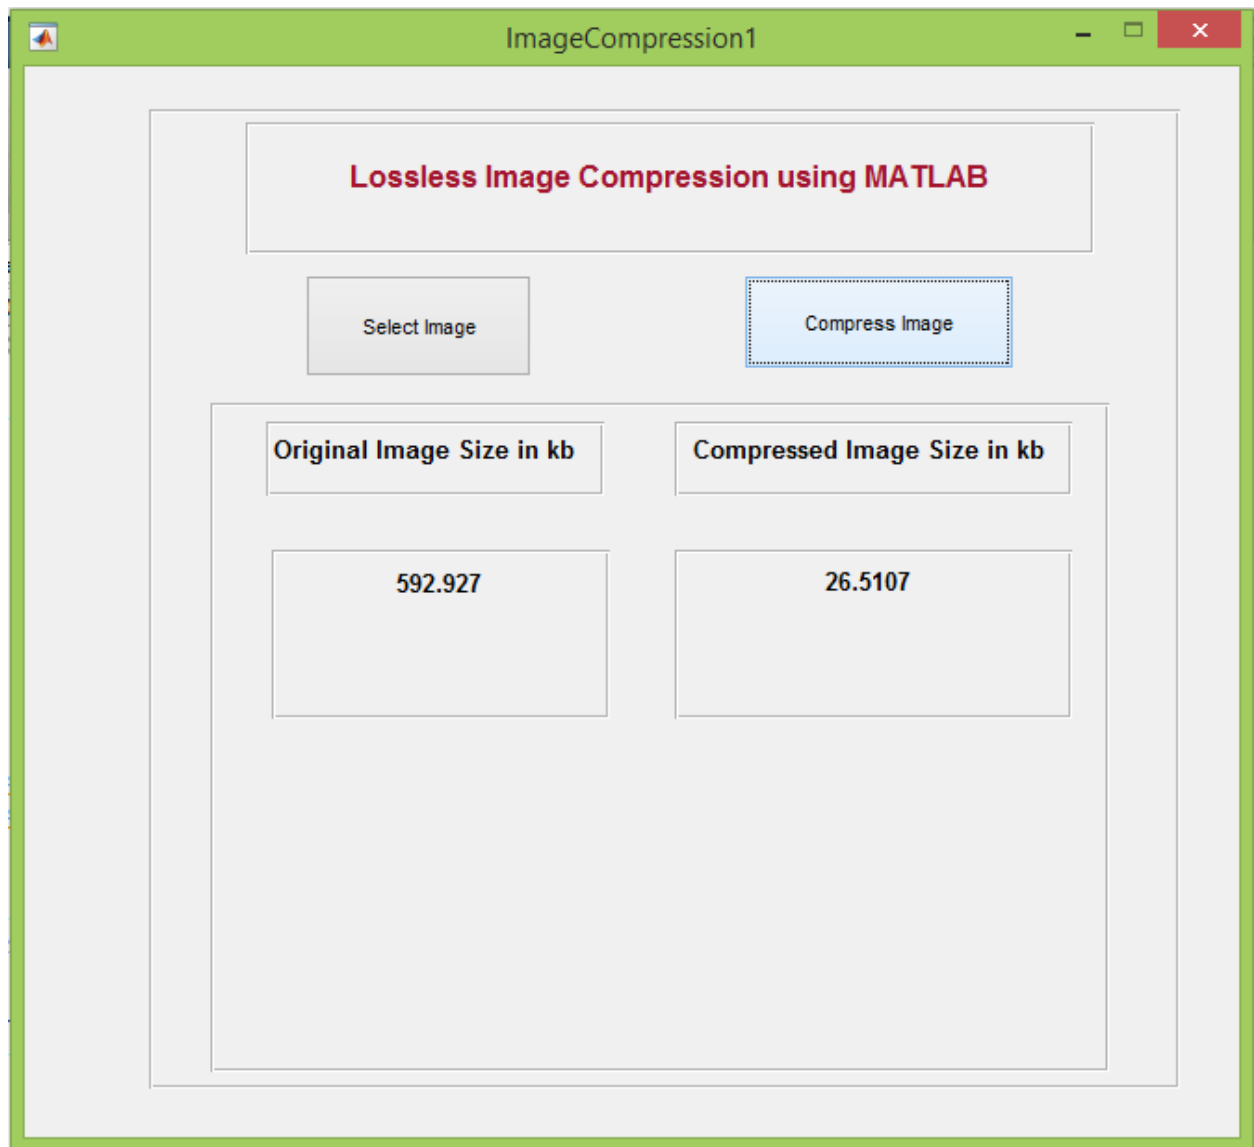 ImageCompression1
Lossless Image Compression using MATLAB
Select Image
Compress Image
Original Image Size in kb
Compressed Image Size in kb
592.927
26.5107